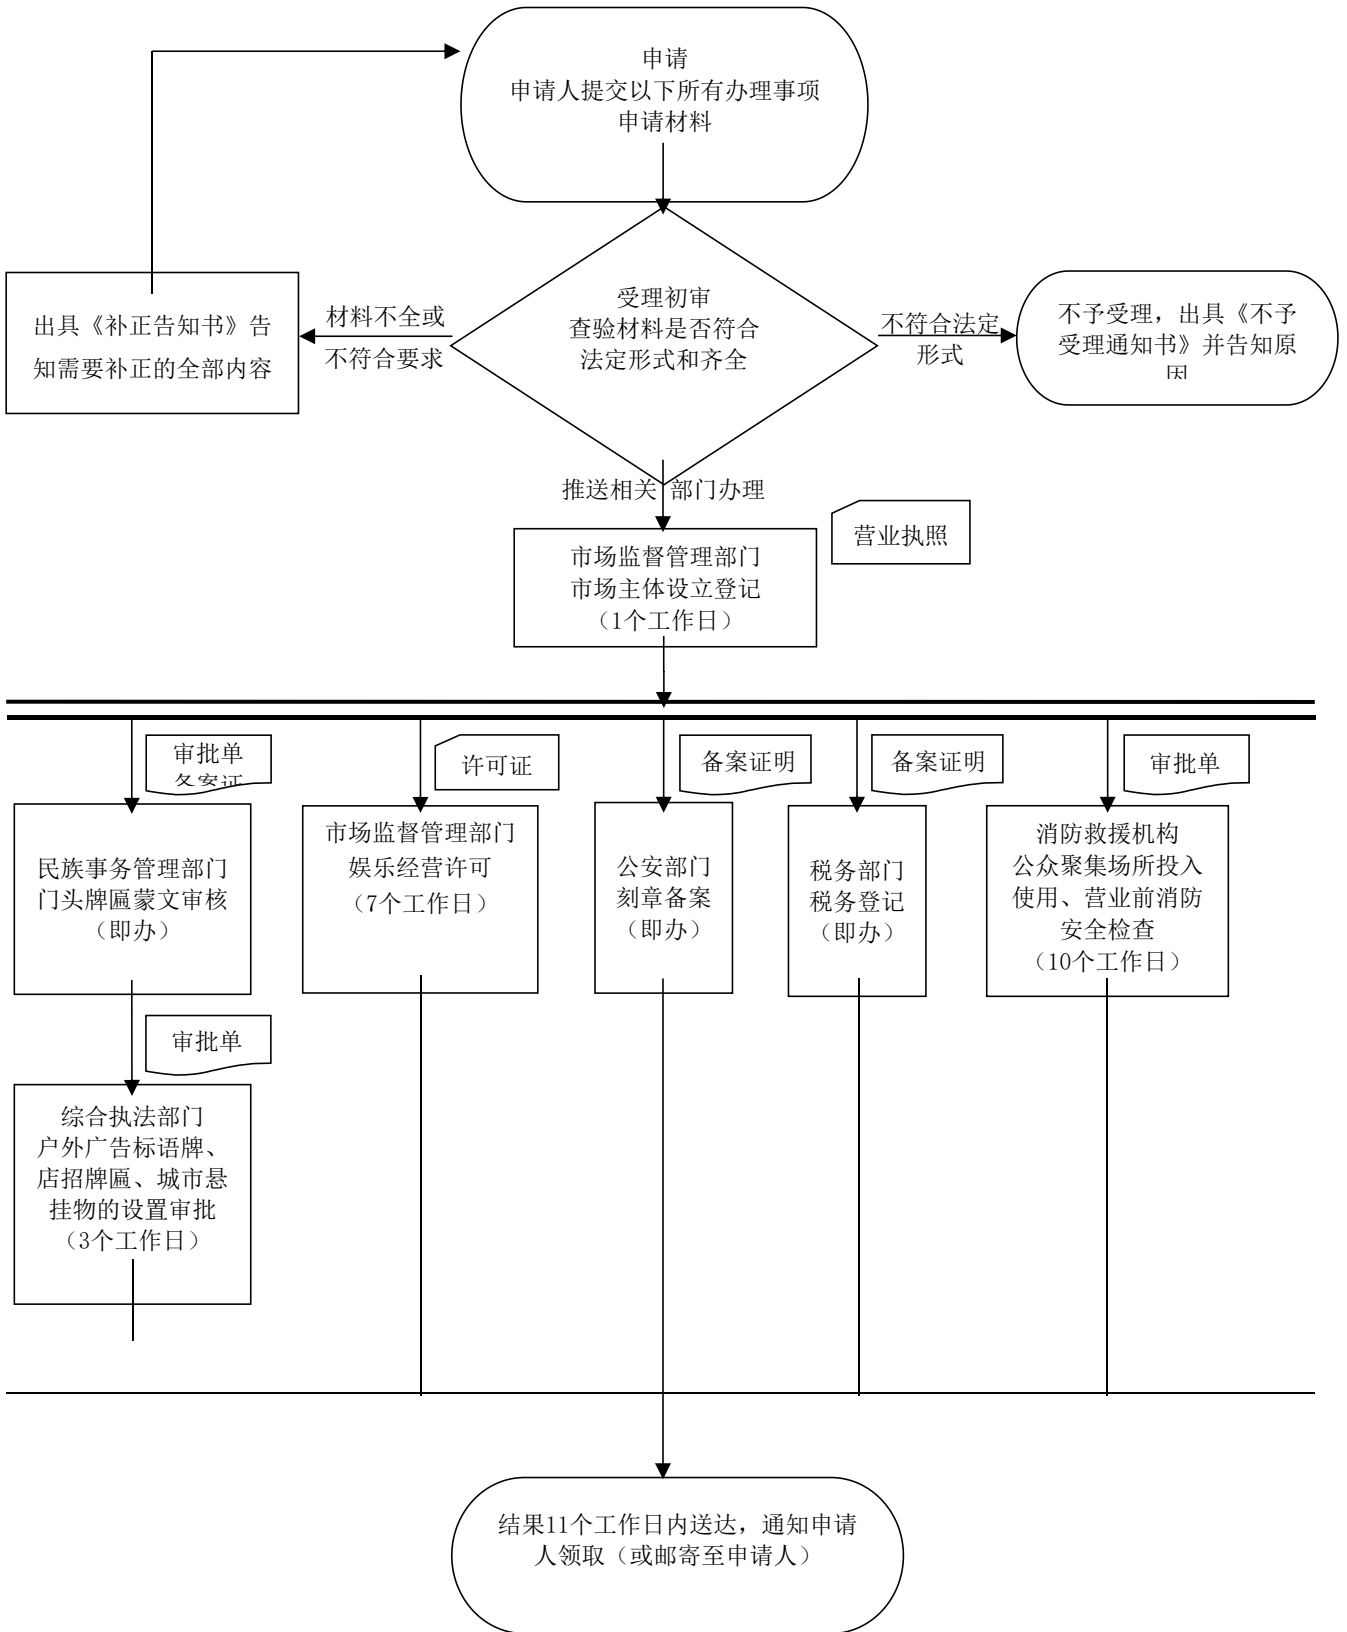 申请
申请人提交以下所有办理事项
申请材料
受理初审
查验材料是否符合
法定形式和齐全
出具《补正告知书》告
知需要补正的全部内容
材料不全或
不符合要求
不符合法定
形式
不予受理，出具《不予
受理通知书》并告知原
因
推送相关 部门办理
营业执照
市场监督管理部门
市场主体设立登记
（1个工作日）
审批单
备案证
许可证
备案证明
备案证明
审批单
民族事务管理部门
门头牌匾蒙文审核
（即办）
市场监督管理部门
娱乐经营许可
（7个工作日）
公安部门
刻章备案
（即办）
税务部门
税务登记
（即办）
消防救援机构
公众聚集场所投入
使用、营业前消防
安全检查
（10个工作日）
审批单
综合执法部门
户外广告标语牌、
店招牌匾、城市悬
挂物的设置审批
（3个工作日）
结果11个工作日内送达，通知申请
人领取（或邮寄至申请人）